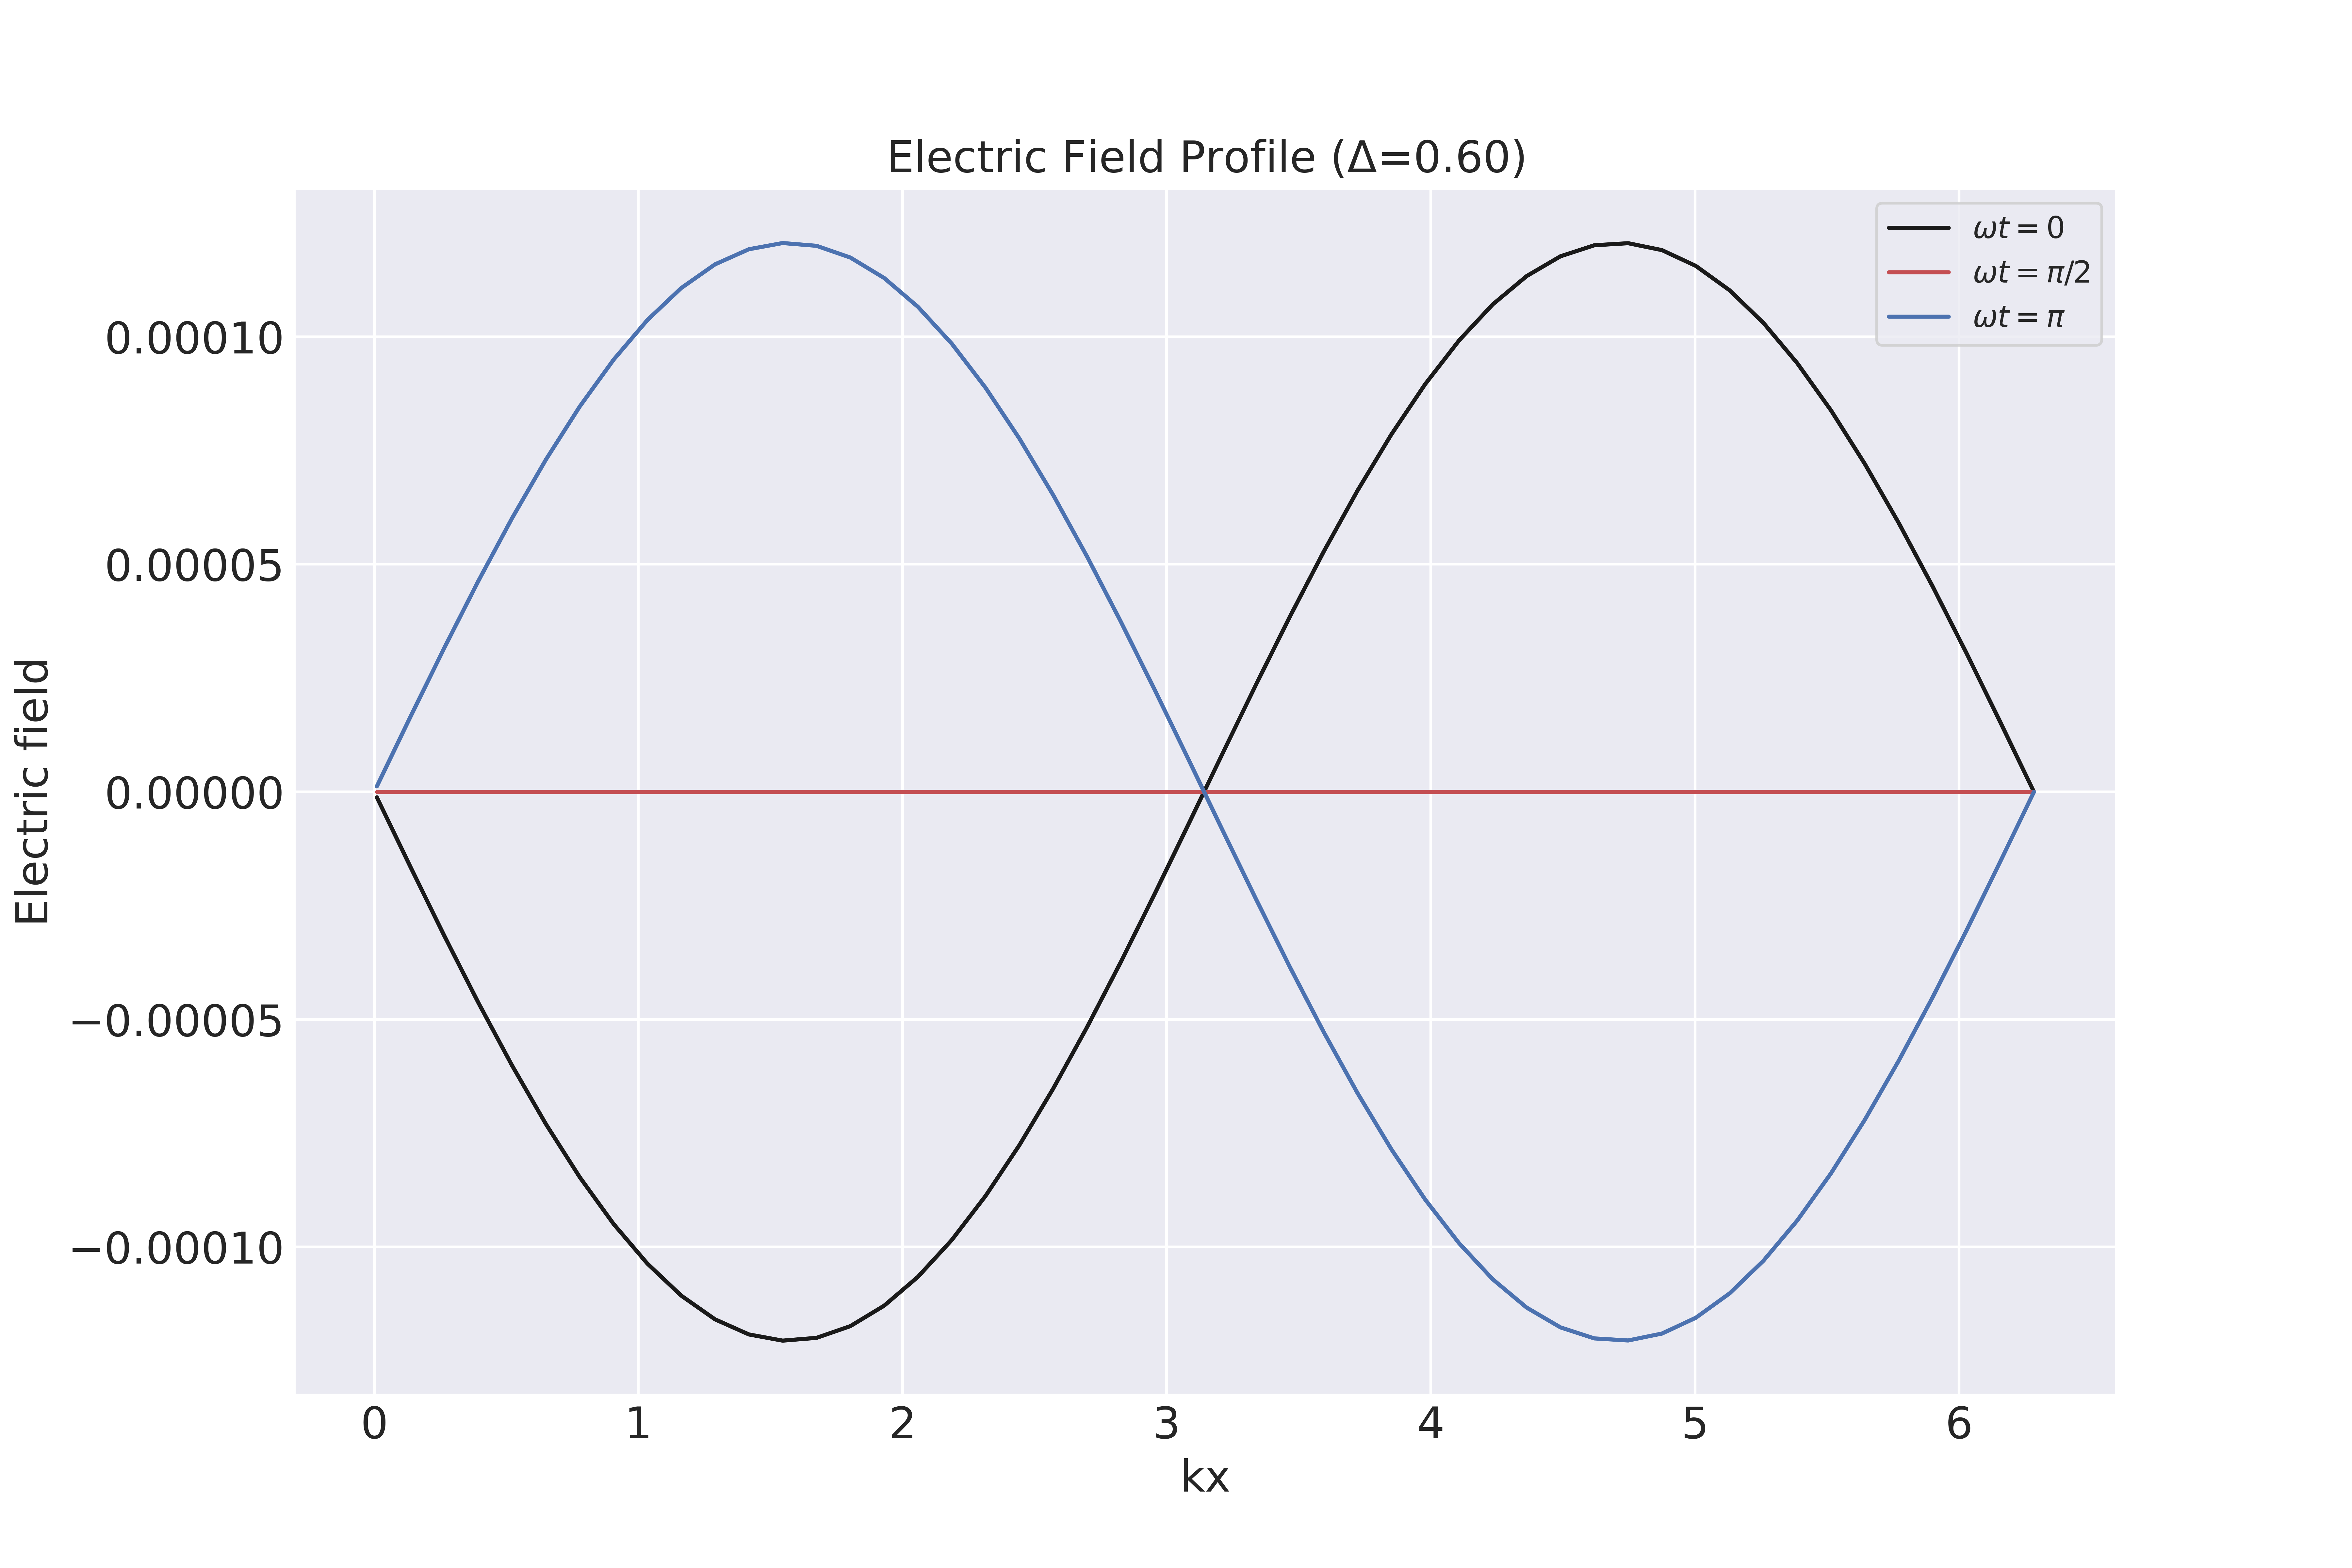 Electric Field Profile (Δ=0.60)
ωt = 0
ωt = π/2
ωt = π
Electric field
0.00010
0.00005
0.00000
−0.00005
−0.00010
0 1 2 3 4 5 6
kx